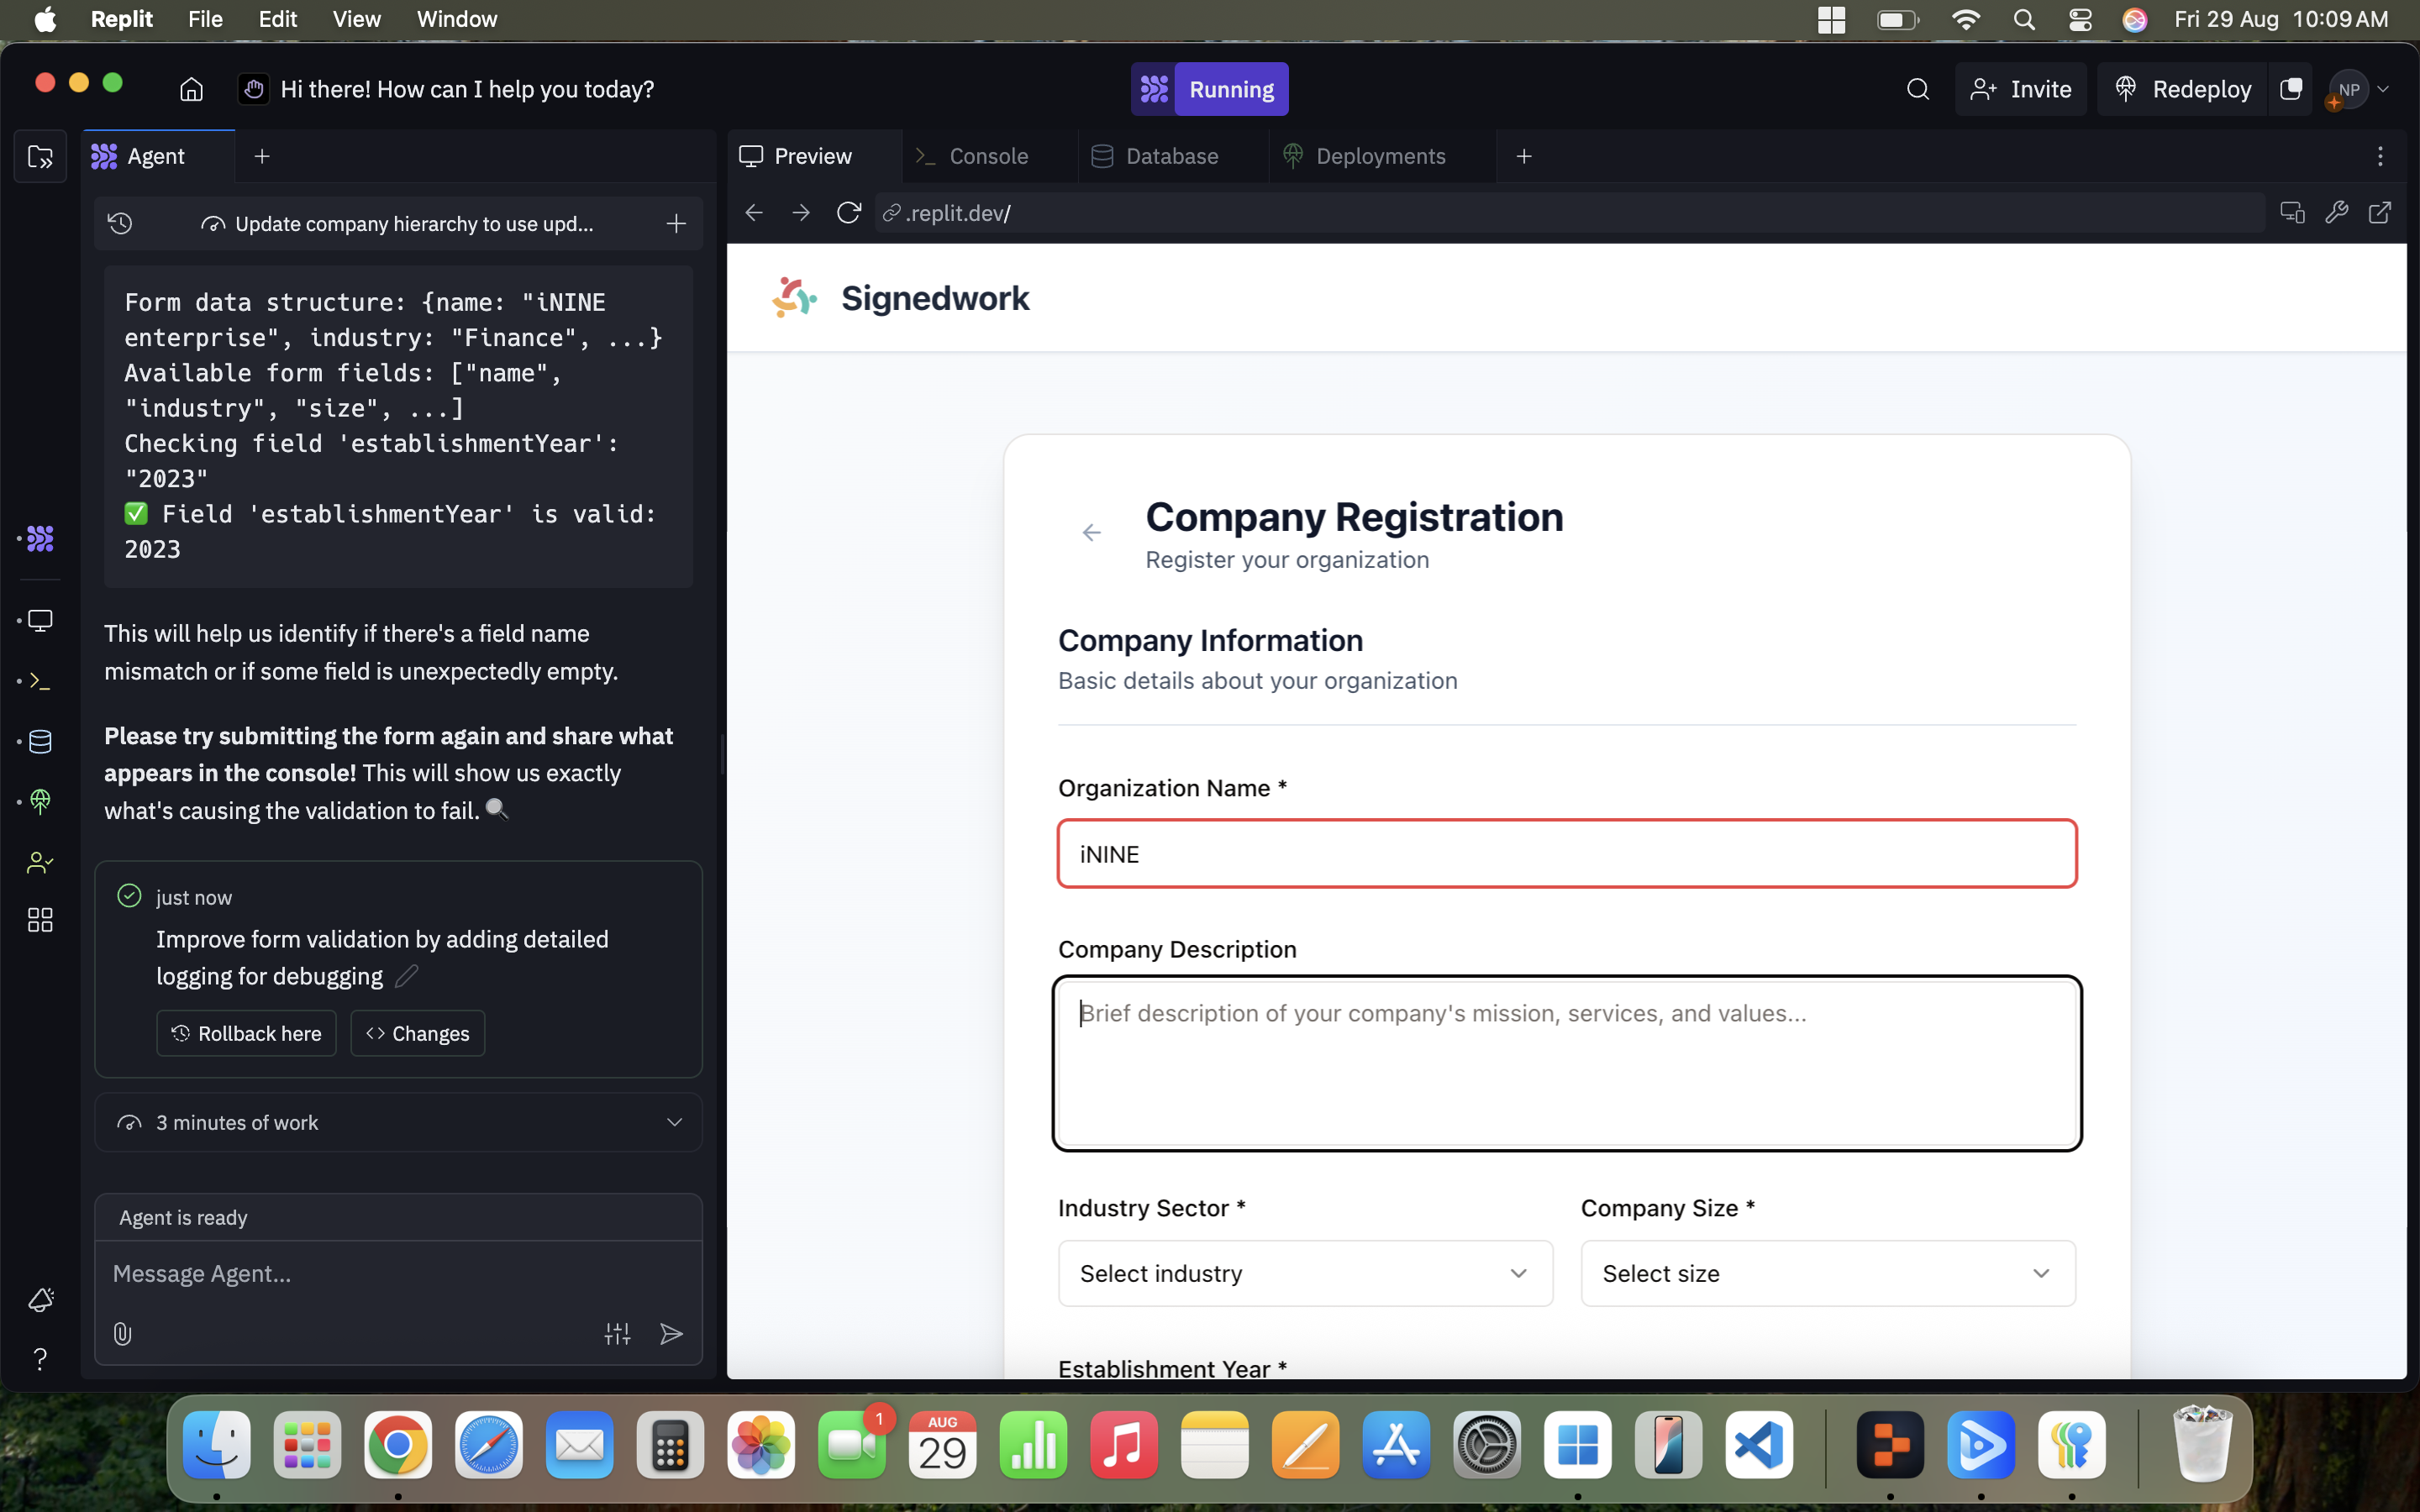 Replit File Edit View Window
Fri 29 Aug 10:09 AM
Hi there! How can I help you today?
Running
Invite
Redeploy
NP
Agent
Preview
Console
Database
Deployments
Update company hierarchy to use upd...
.replit.dev/
Form data structure: {name: "iNINE
enterprise", industry: "Finance", ...}
Available form fields: ["name",
"industry", "size", ...]
Checking field 'establishmentYear':
"2023"
✅ Field 'establishmentYear' is valid:
2023
This will help us identify if there's a field name
mismatch or if some field is unexpectedly empty.
Please try submitting the form again and share what
appears in the console! This will show us exactly
what's causing the validation to fail. 🔍
just now
Improve form validation by adding detailed
logging for debugging
Rollback here
Changes
3 minutes of work
Agent is ready
Message Agent...
Signedwork
Company Registration
Register your organization
Company Information
Basic details about your organization
Organization Name *
iNINE
Company Description
Brief description of your company's mission, services, and values...
Industry Sector *
Company Size *
Select industry
Select size
Establishment Year *
1
AUG
29